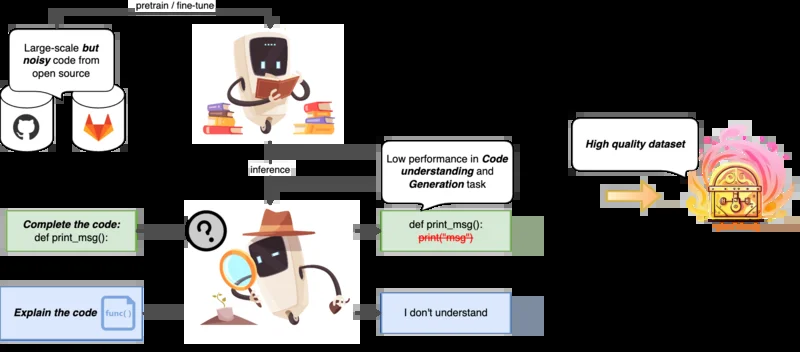 pretrain / fine-tune
Large-scale but
noisy code from
open source
inference
Low performance in Code
understanding and
Generation task
High quality dataset
Complete the code:
def print_msg():
?
def print_msg():
print("msg")
Explain the code
func()
I don't understand